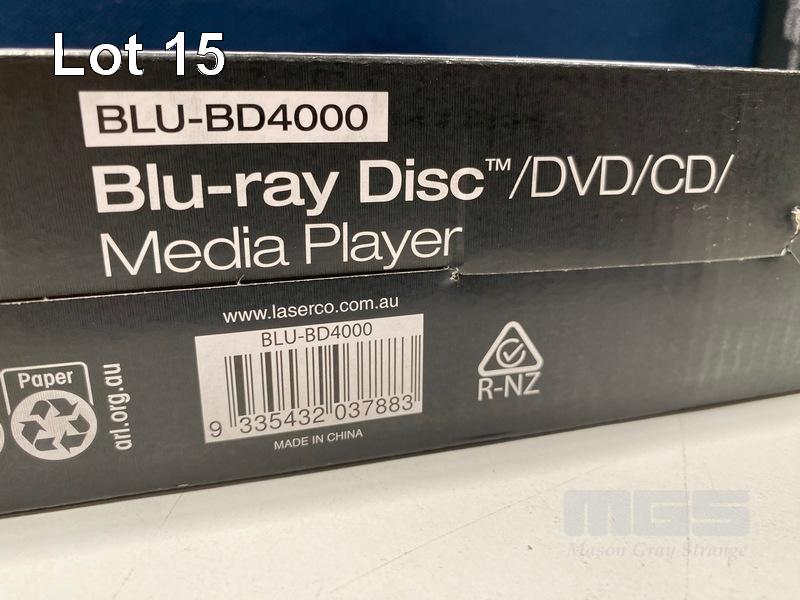 Lot 15
BLU-BD4000
Blu-ray Disc™/DVD/CD/
Media Player
www.laserco.com.au
BLU-BD4000
9 335432 037883
MADE IN CHINA
Paper
arl.org.au
R-NZ
MGS
Mason Gray Strange